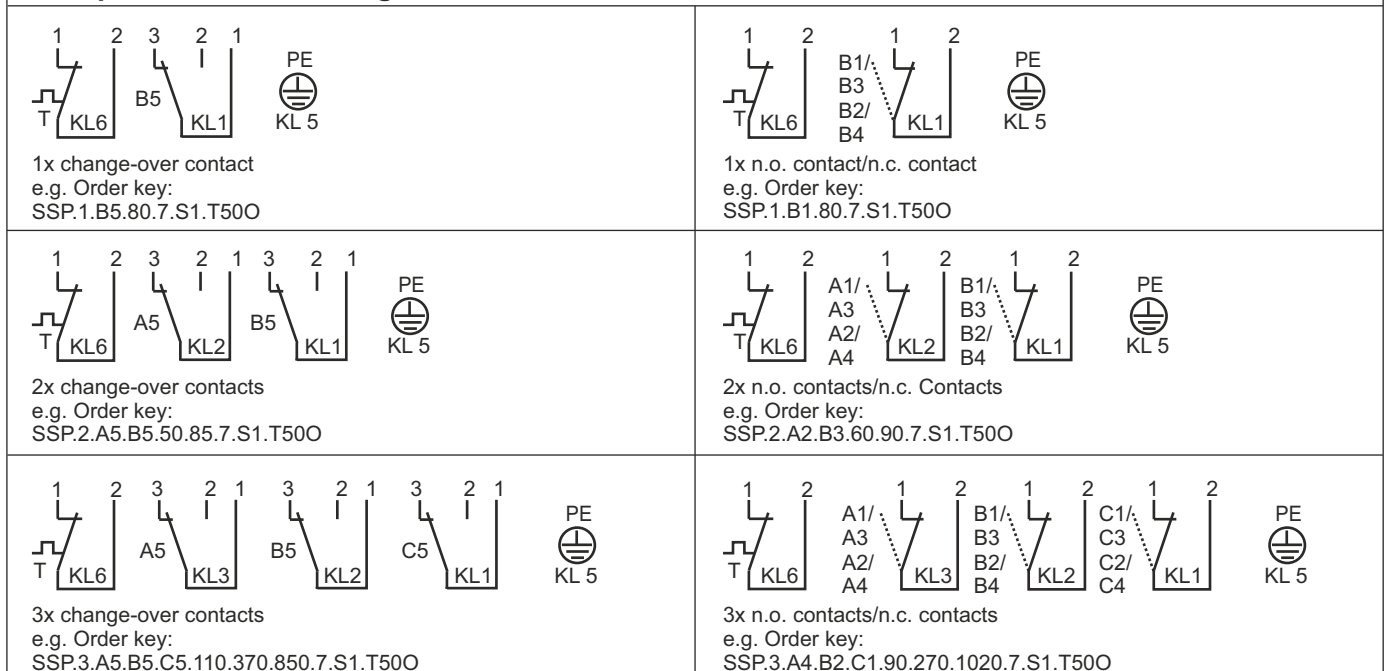 1 2 3 2 1
PE
B5
T KL6 KL1 KL 5
1x change-over contact
e.g. Order key:
SSP.1.B5.80.7.S1.T50O
1 2 1 2
B1/ PE
B3
B2/
T KL6 B4 KL1 KL 5
1x n.o. contact/n.c. contact
e.g. Order key:
SSP.1.B1.80.7.S1.T50O
1 2 3 2 1 3 2 1
PE
A5 B5
T KL6 KL2 KL1 KL 5
2x change-over contacts
e.g. Order key:
SSP.2.A5.B5.50.85.7.S1.T50O
1 2 1 2 1 2
A1/ B1/ PE
A3 B3
A2/ B2/
T KL6 A4 KL2 B4 KL1 KL 5
2x n.o. contacts/n.c. Contacts
e.g. Order key:
SSP.2.A2.B3.60.90.7.S1.T50O
1 2 3 2 1 3 2 1 3 2 1
PE
A5 B5 C5
T KL6 KL3 KL2 KL1 KL 5
3x change-over contacts
e.g. Order key:
SSP.3.A5.B5.C5.110.370.850.7.S1.T50O
1 2 1 2 1 2 1 2
A1/ B1/ C1/ PE
A3 B3 C3
A2/ B2/ C2/
T KL6 A4 KL3 B4 KL2 C4 KL1 KL 5
3x n.o. contacts/n.c. contacts
e.g. Order key:
SSP.3.A4.B2.C1.90.270.1020.7.S1.T50O